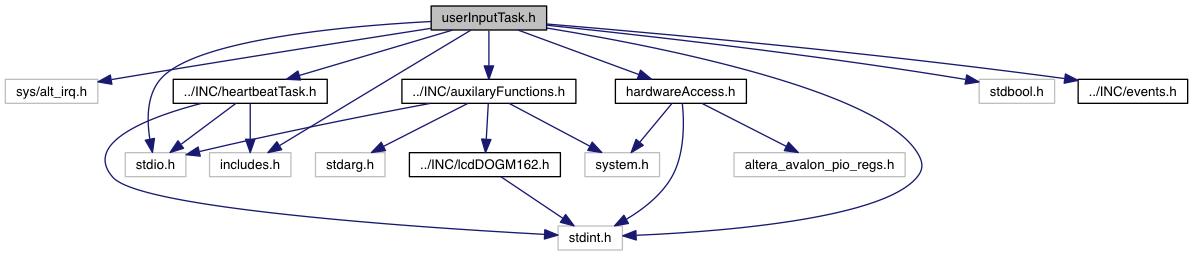 userInputTask.h
sys/alt_irq.h
../INC/heartbeatTask.h
../INC/auxilaryFunctions.h
hardwareAccess.h
stdbool.h
../INC/events.h
stdio.h
includes.h
stdarg.h
../INC/lcdDOGM162.h
system.h
altera_avalon_pio_regs.h
stdint.h